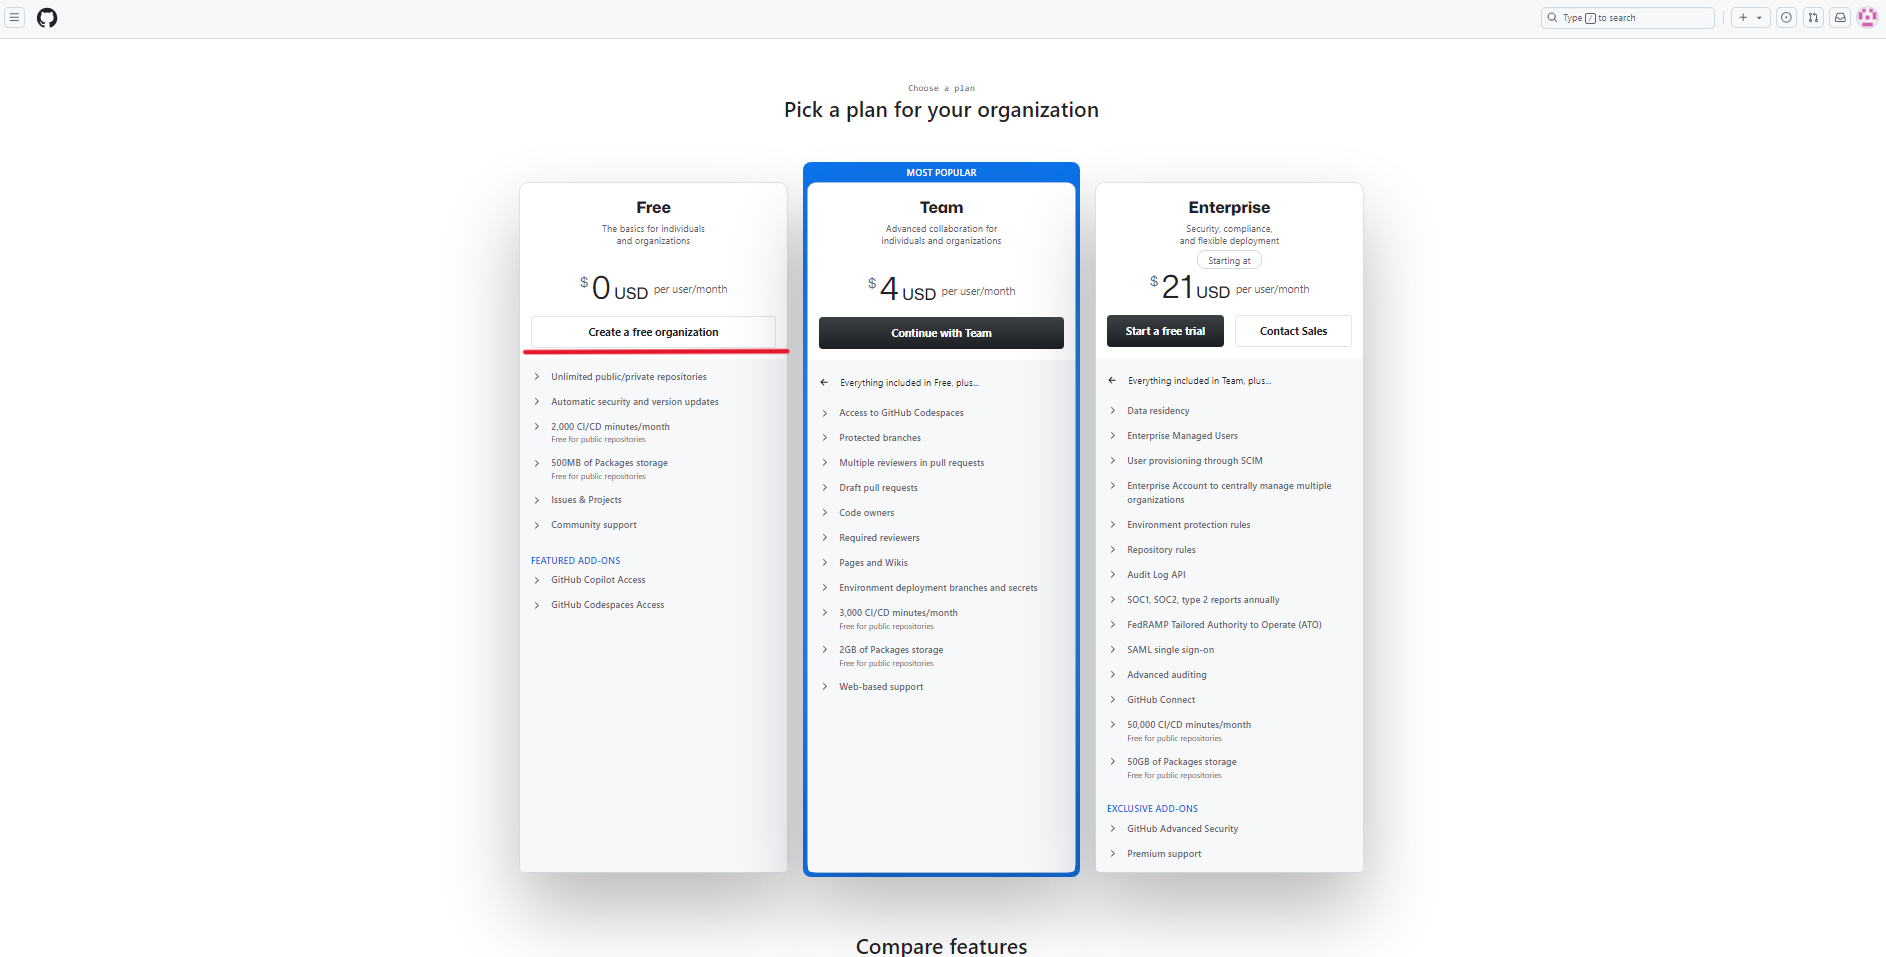 Type / to search
Choose a plan
Pick a plan for your organization
Free
The basics for individuals
and organizations
$ 0 USD per user/month
Create a free organization
Unlimited public/private repositories
Automatic security and version updates
2,000 CI/CD minutes/month
Free for public repositories
500MB of Packages storage
Free for public repositories
Issues & Projects
Community support
FEATURED ADD-ONS
GitHub Copilot Access
GitHub Codespaces Access
MOST POPULAR
Team
Advanced collaboration for
individuals and organizations
$ 4 USD per user/month
Continue with Team
Everything included in Free, plus...
Access to GitHub Codespaces
Protected branches
Multiple reviewers in pull requests
Draft pull requests
Code owners
Required reviewers
Pages and Wikis
Environment deployment branches and secrets
3,000 CI/CD minutes/month
Free for public repositories
2GB of Packages storage
Free for public repositories
Web-based support
Enterprise
Security, compliance,
and flexible deployment
Starting at
$ 21 USD per user/month
Start a free trial
Contact Sales
Everything included in Team, plus...
Data residency
Enterprise Managed Users
User provisioning through SCIM
Enterprise Account to centrally manage multiple
organizations
Environment protection rules
Repository rules
Audit Log API
SOC1, SOC2, type 2 reports annually
FedRAMP Tailored Authority to Operate (ATO)
SAML single sign-on
Advanced auditing
GitHub Connect
50,000 CI/CD minutes/month
Free for public repositories
50GB of Packages storage
Free for public repositories
EXCLUSIVE ADD-ONS
GitHub Advanced Security
Premium support
Compare features